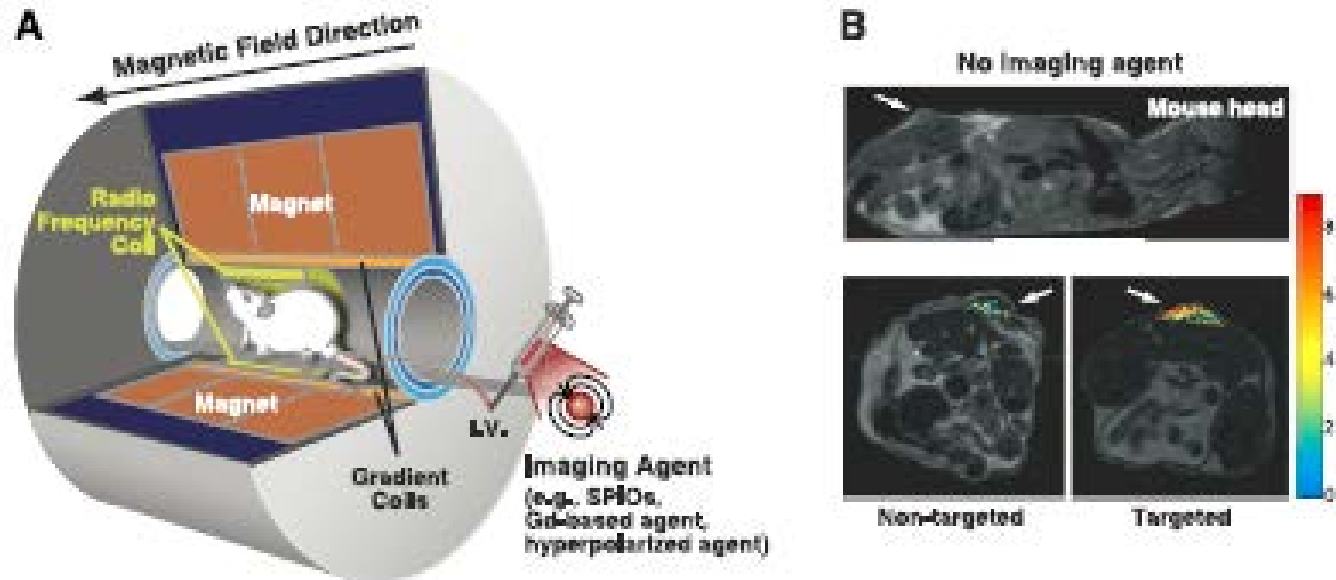 A
Magnetic Field Direction
Radio
Frequency
Coil
Magnet
Magnet
I.V.
Gradient
Coils
Imaging Agent
(e.g. SPIOs,
Gd-based agent,
hyperpolarized agent)
B
No imaging agent
Mouse head
Non-targeted
Targeted
8
6
4
2
0